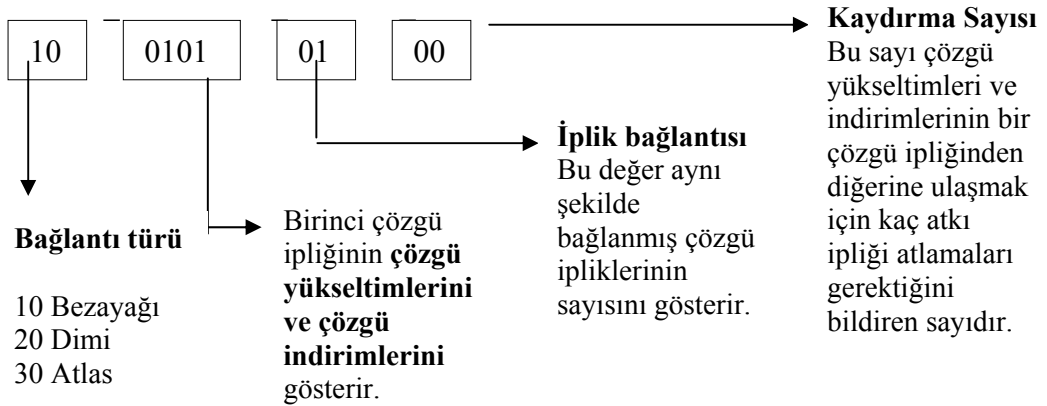 10 0101 01 00
Kaydırma Sayısı
Bu sayı çözgü
yükseltimleri ve
indirimlerinin bir
çözgü ipliğinden
diğerine ulaşmak
için kaç atkı
ipliği atlamaları
gerektiğini
bildiren sayıdır.
İplik bağlantısı
Bu değer aynı
şekilde
bağlanmış çözgü
ipliklerinin
sayısını gösterir.
Birinci çözgü
ipliğinin çözgü
yükseltimlerini
ve çözgü
indirimlerini
gösterir.
Bağlantı türü
10 Bezayağı
20 Dimi
30 Atlas